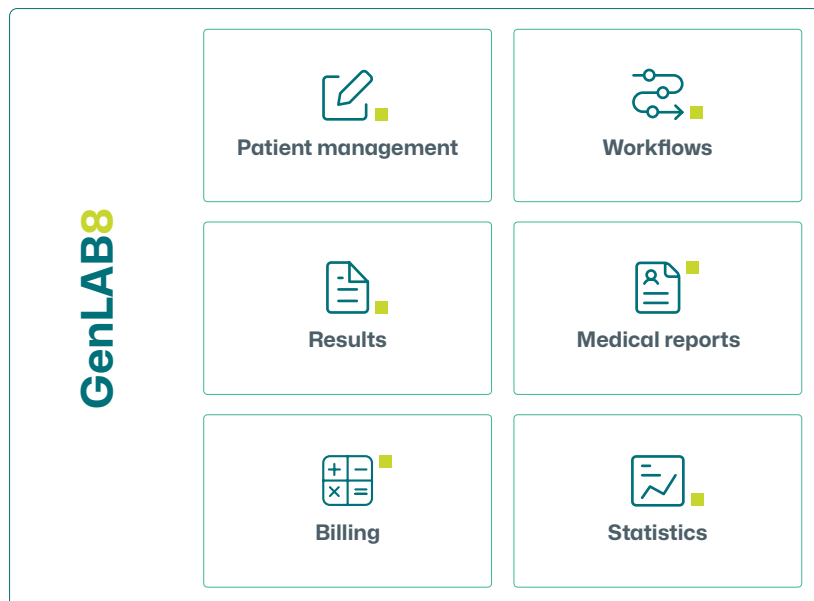 GenLAB8
Patient management
Workflows
Results
Medical reports
Billing
Statistics